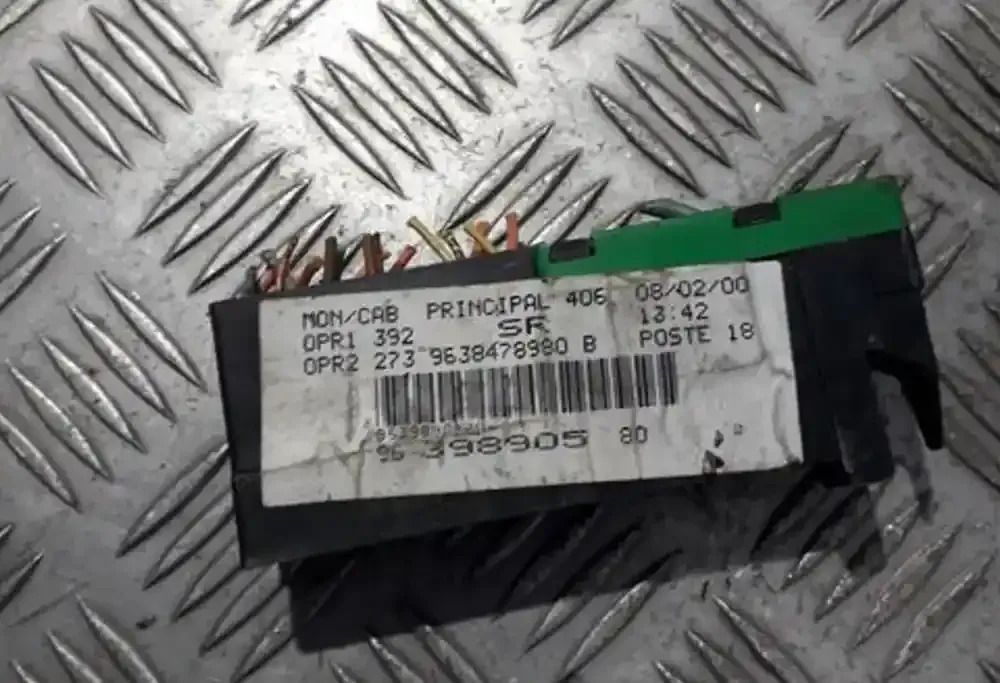 MON/CAB PRINCIPAL 406 08/02/00
OPR1 392 SR 13:42
OPR2 273 9638478980 B POSTE 18
96 398905 80